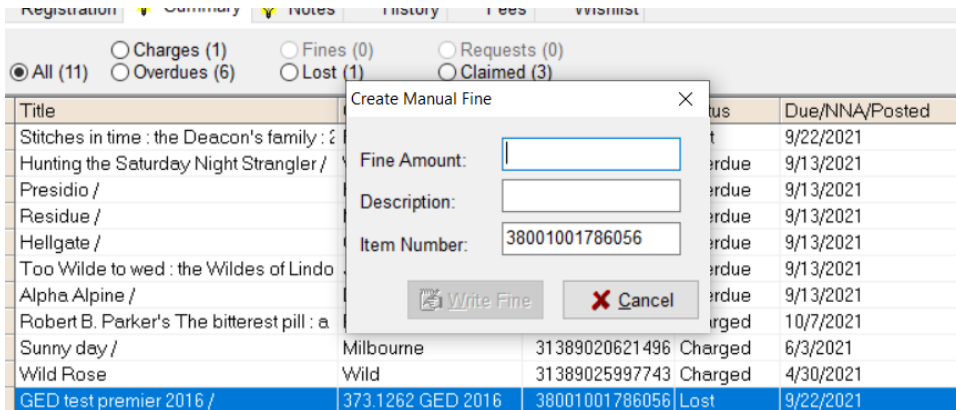 Registration Summary Notes History Fees Wishlist
Charges (1) Fines (0) Requests (0)
All (11) Overdues (6) Lost (1) Claimed (3)
Create Manual Fine
Title Due/NNA/Posted
Stitches in time : the Deacon's family : 9/22/2021
Hunting the Saturday Night Strangler / 9/13/2021
Presidio / 9/13/2021
Residue / 9/13/2021
Hellgate / 9/13/2021
Too Wilde to wed : the Wildes of Lindo 9/13/2021
Alpha Alpine / 9/13/2021
Robert B. Parker's The bitterest pill : a 10/7/2021
Fine Amount:
Description:
Item Number: 38001001786056
Write Fine Cancel
Sunny day / Milbourne 31389020621496 Charged 6/3/2021
Wild Rose Wild 31389025997743 Charged 4/30/2021
GED test premier 2016 / 373.1262 GED 2016 38001001786056 Lost 9/22/2021